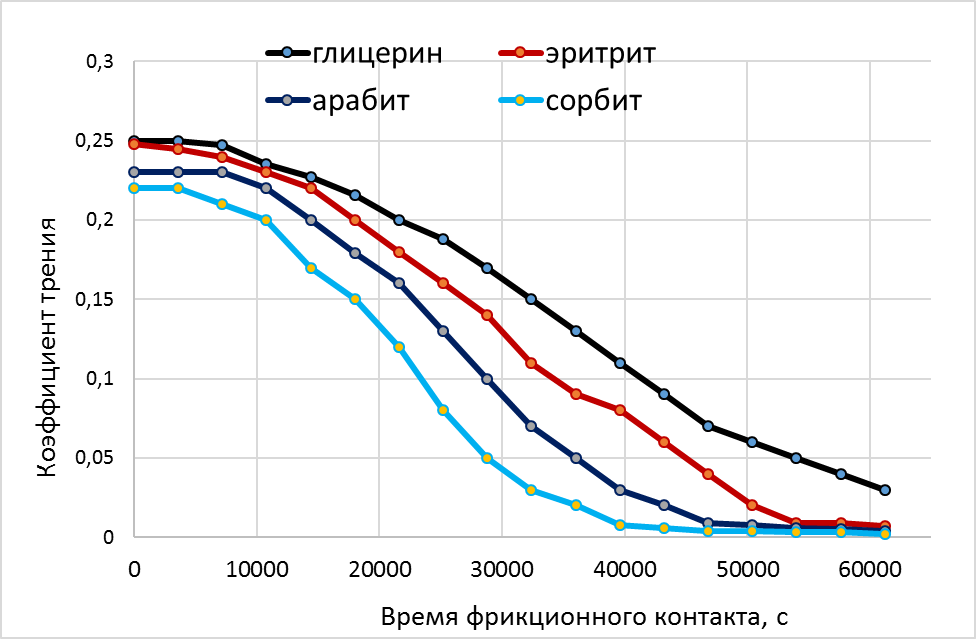 глицерин эритрит
арабит сорбит
0,3
0,25
0,2
0,15
0,1
0,05
0
Коэффициент трения
0 10000 20000 30000 40000 50000 60000
Время фрикционного контакта, с